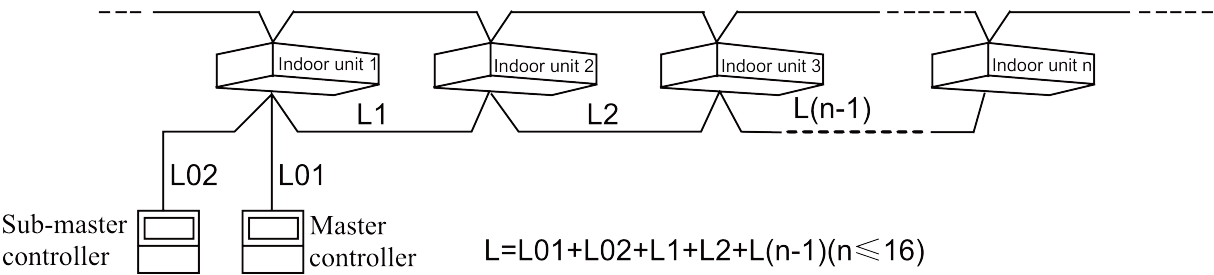 Indoor unit 1
Indoor unit 2
Indoor unit 3
Indoor unit n
L1
L2
L(n-1)
L02
L01
Sub-master
controller
Master
controller
L=L01+L02+L1+L2+L(n-1)(n≤16)